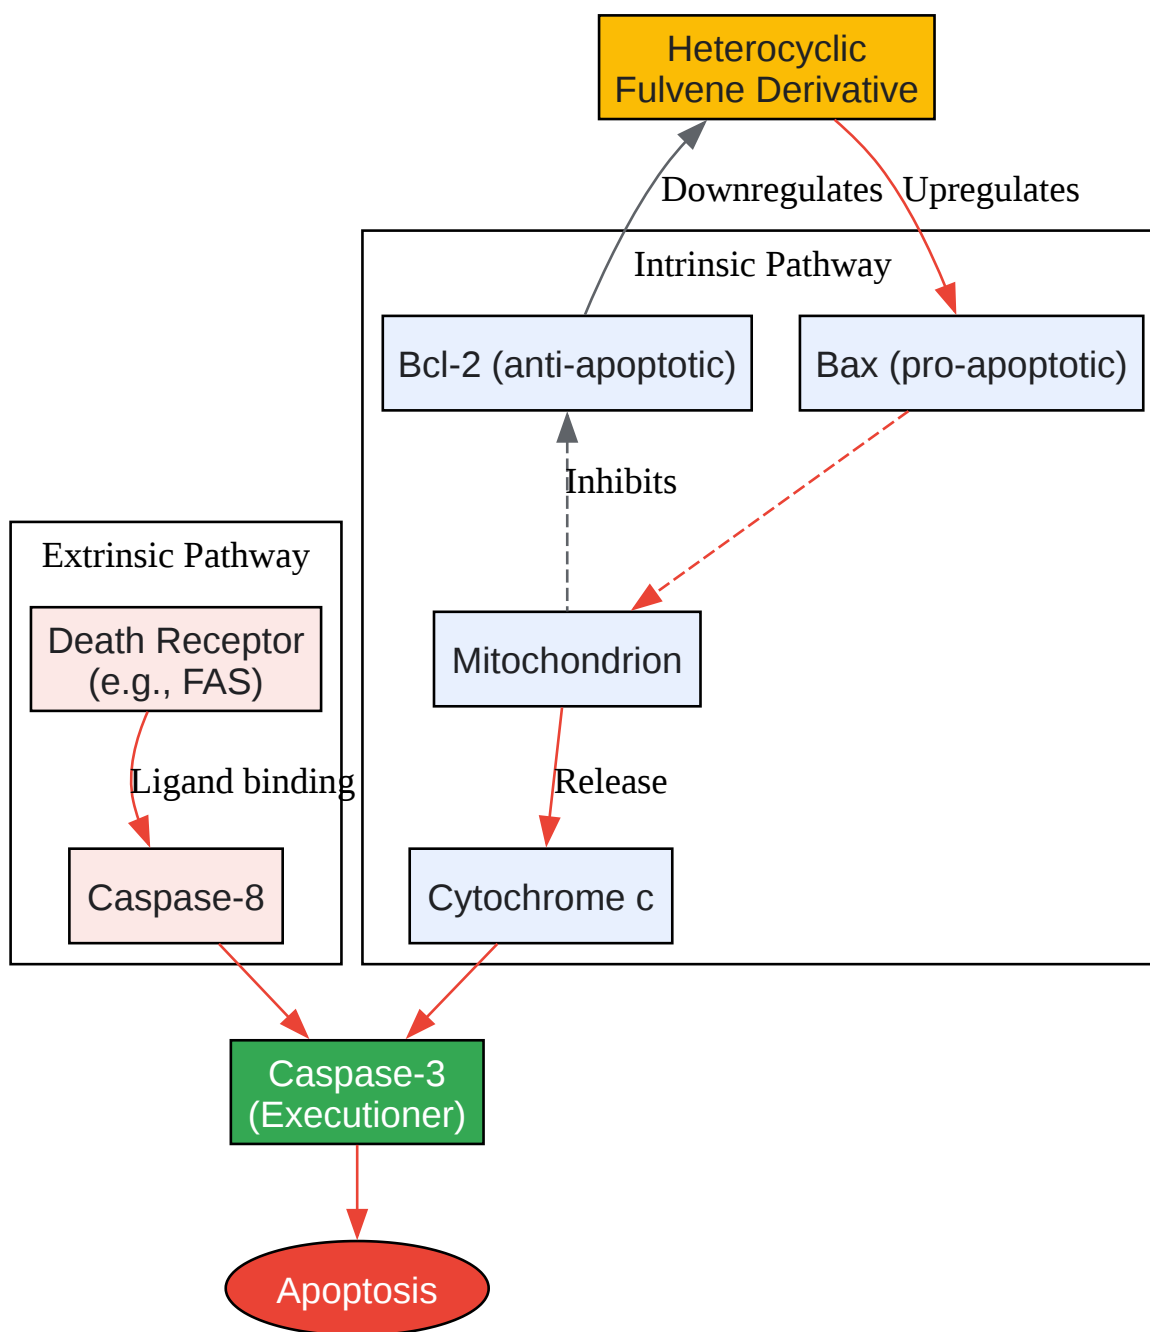 Heterocyclic
Fulvene Derivative
Downregulates
Upregulates
Intrinsic Pathway
Bcl-2 (anti-apoptotic)
Bax (pro-apoptotic)
Inhibits
Extrinsic Pathway
Death Receptor
(e.g., FAS)
Mitochondrion
Ligand binding
Release
Caspase-8
Cytochrome c
Caspase-3
(Executioner)
Apoptosis